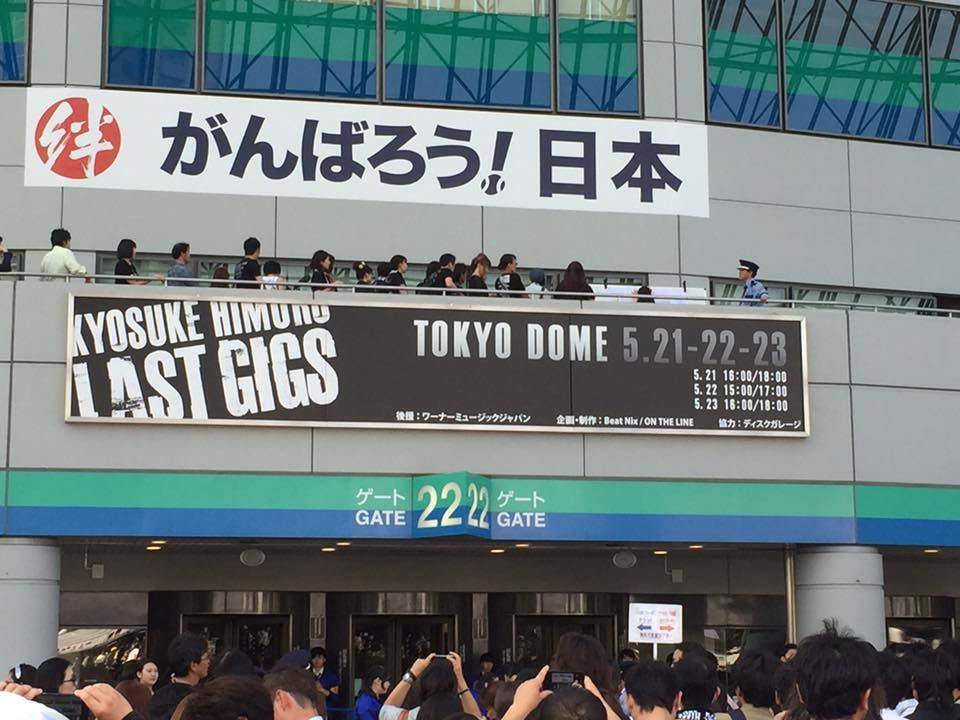 絆 がんばろう!日本
KYOSUKE HIMURO
LAST GIGS
TOKYO DOME 5.21-22-23
5.21 16:00/18:00
5.22 15:00/17:00
5.23 16:00/18:00
後援:ワーナーミュージックジャパン 企画・制作:Beat Nix / ON THE LINE 協力:ディスクガレージ
ゲート 22 22 ゲート
GATE GATE